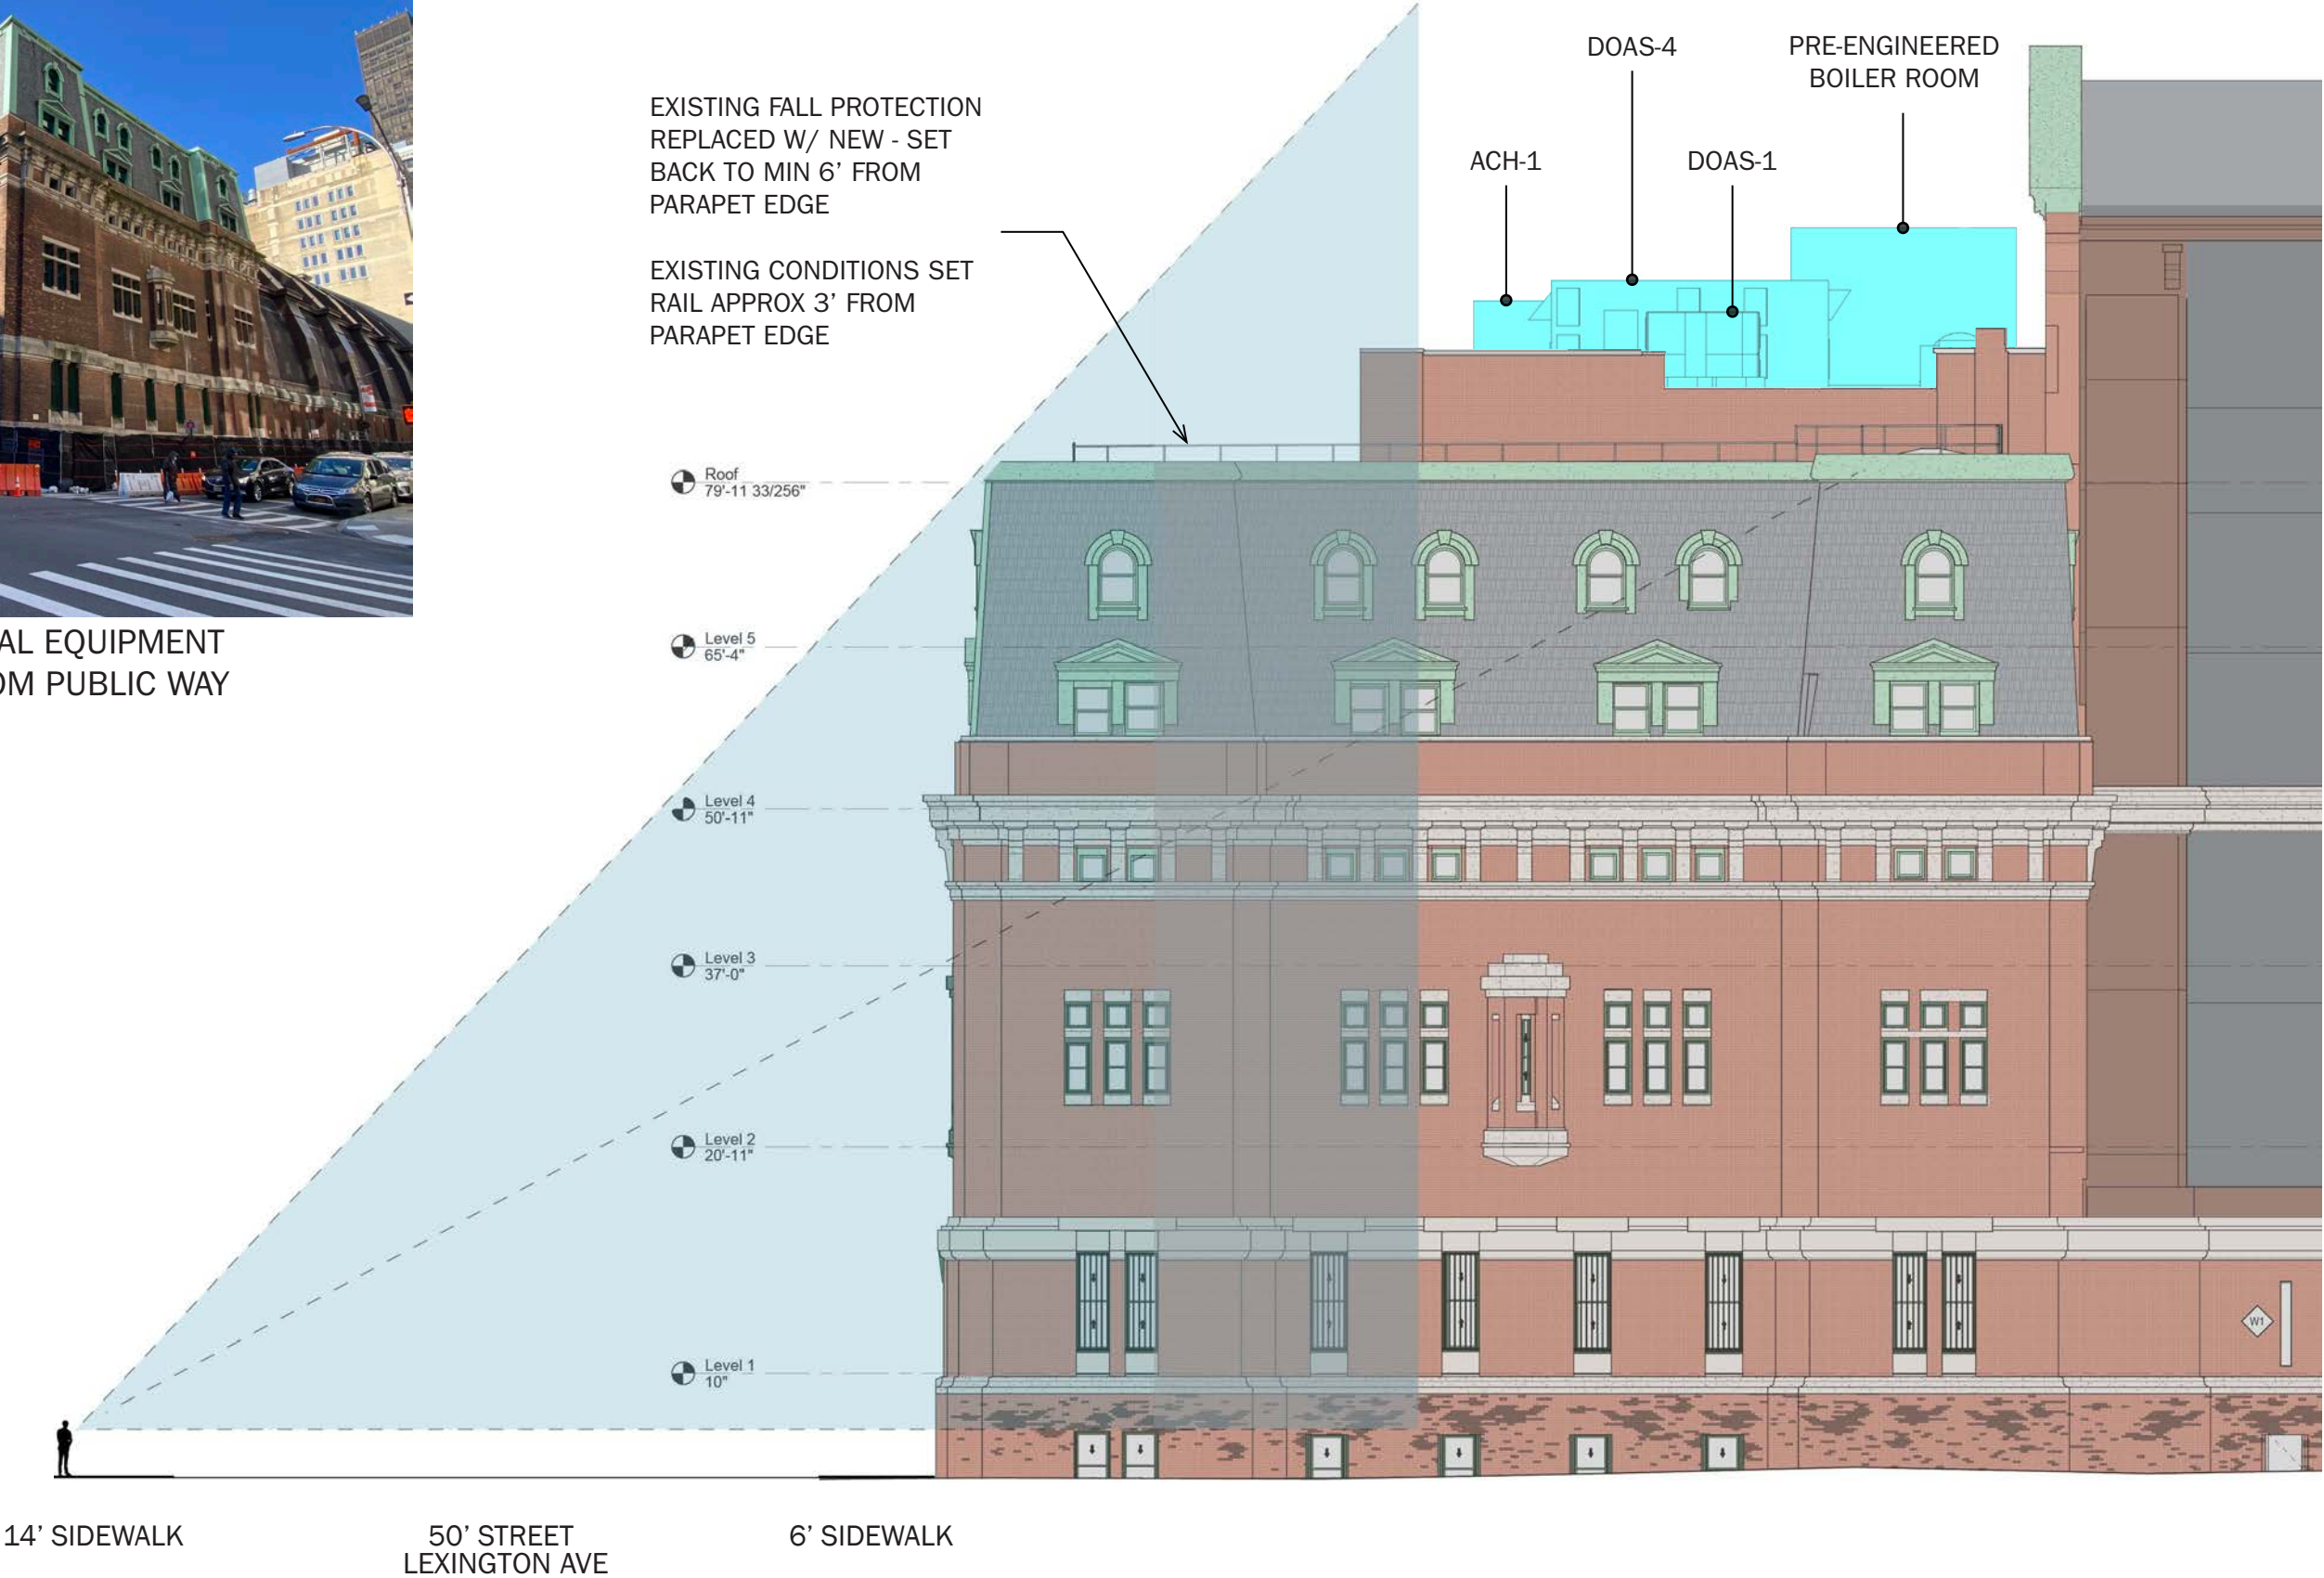 AL EQUIPMENT
OM PUBLIC WAY
EXISTING FALL PROTECTION
REPLACED W/ NEW - SET
BACK TO MIN 6’ FROM
PARAPET EDGE
EXISTING CONDITIONS SET
RAIL APPROX 3’ FROM
PARAPET EDGE
DOAS-4
PRE-ENGINEERED
BOILER ROOM
ACH-1
DOAS-1
Roof
79'-11 33/256"
Level 5
65'-4"
Level 4
50'-11"
Level 3
37'-0"
Level 2
20'-11"
Level 1
10"
W1
14’ SIDEWALK
50’ STREET
LEXINGTON AVE
6’ SIDEWALK